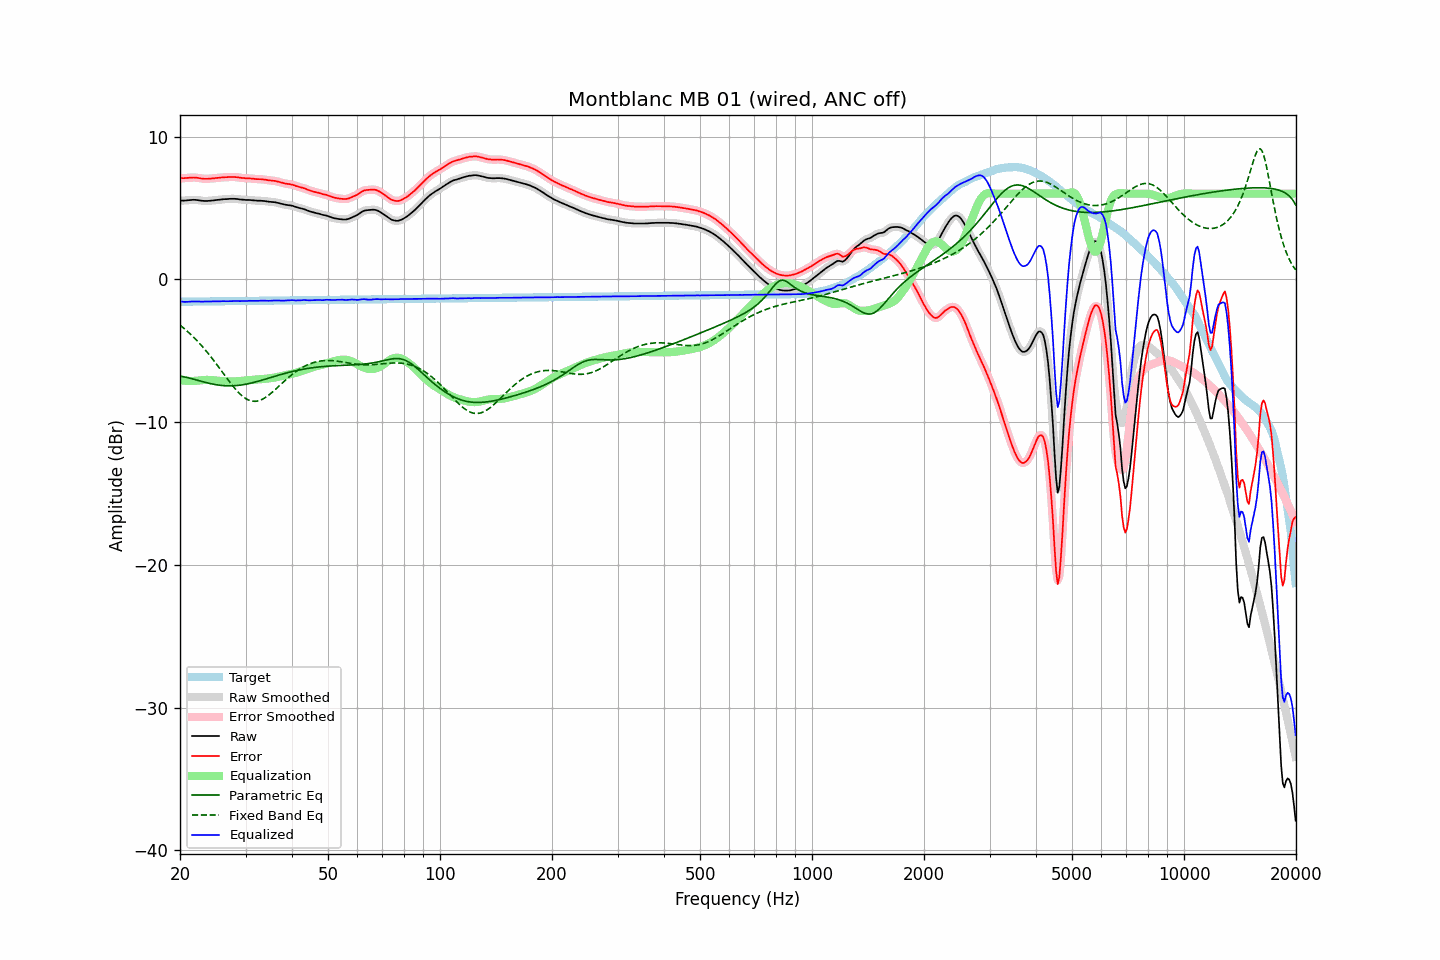 Montblanc MB 01 (wired, ANC off)
10
0
−10
−20
−30
−40
Amplitude (dBr)
Target
Raw Smoothed
Error Smoothed
Raw
Error
Equalization
Parametric Eq
Fixed Band Eq
Equalized
20 50 100 200 500 1000 2000 5000 10000 20000
Frequency (Hz)